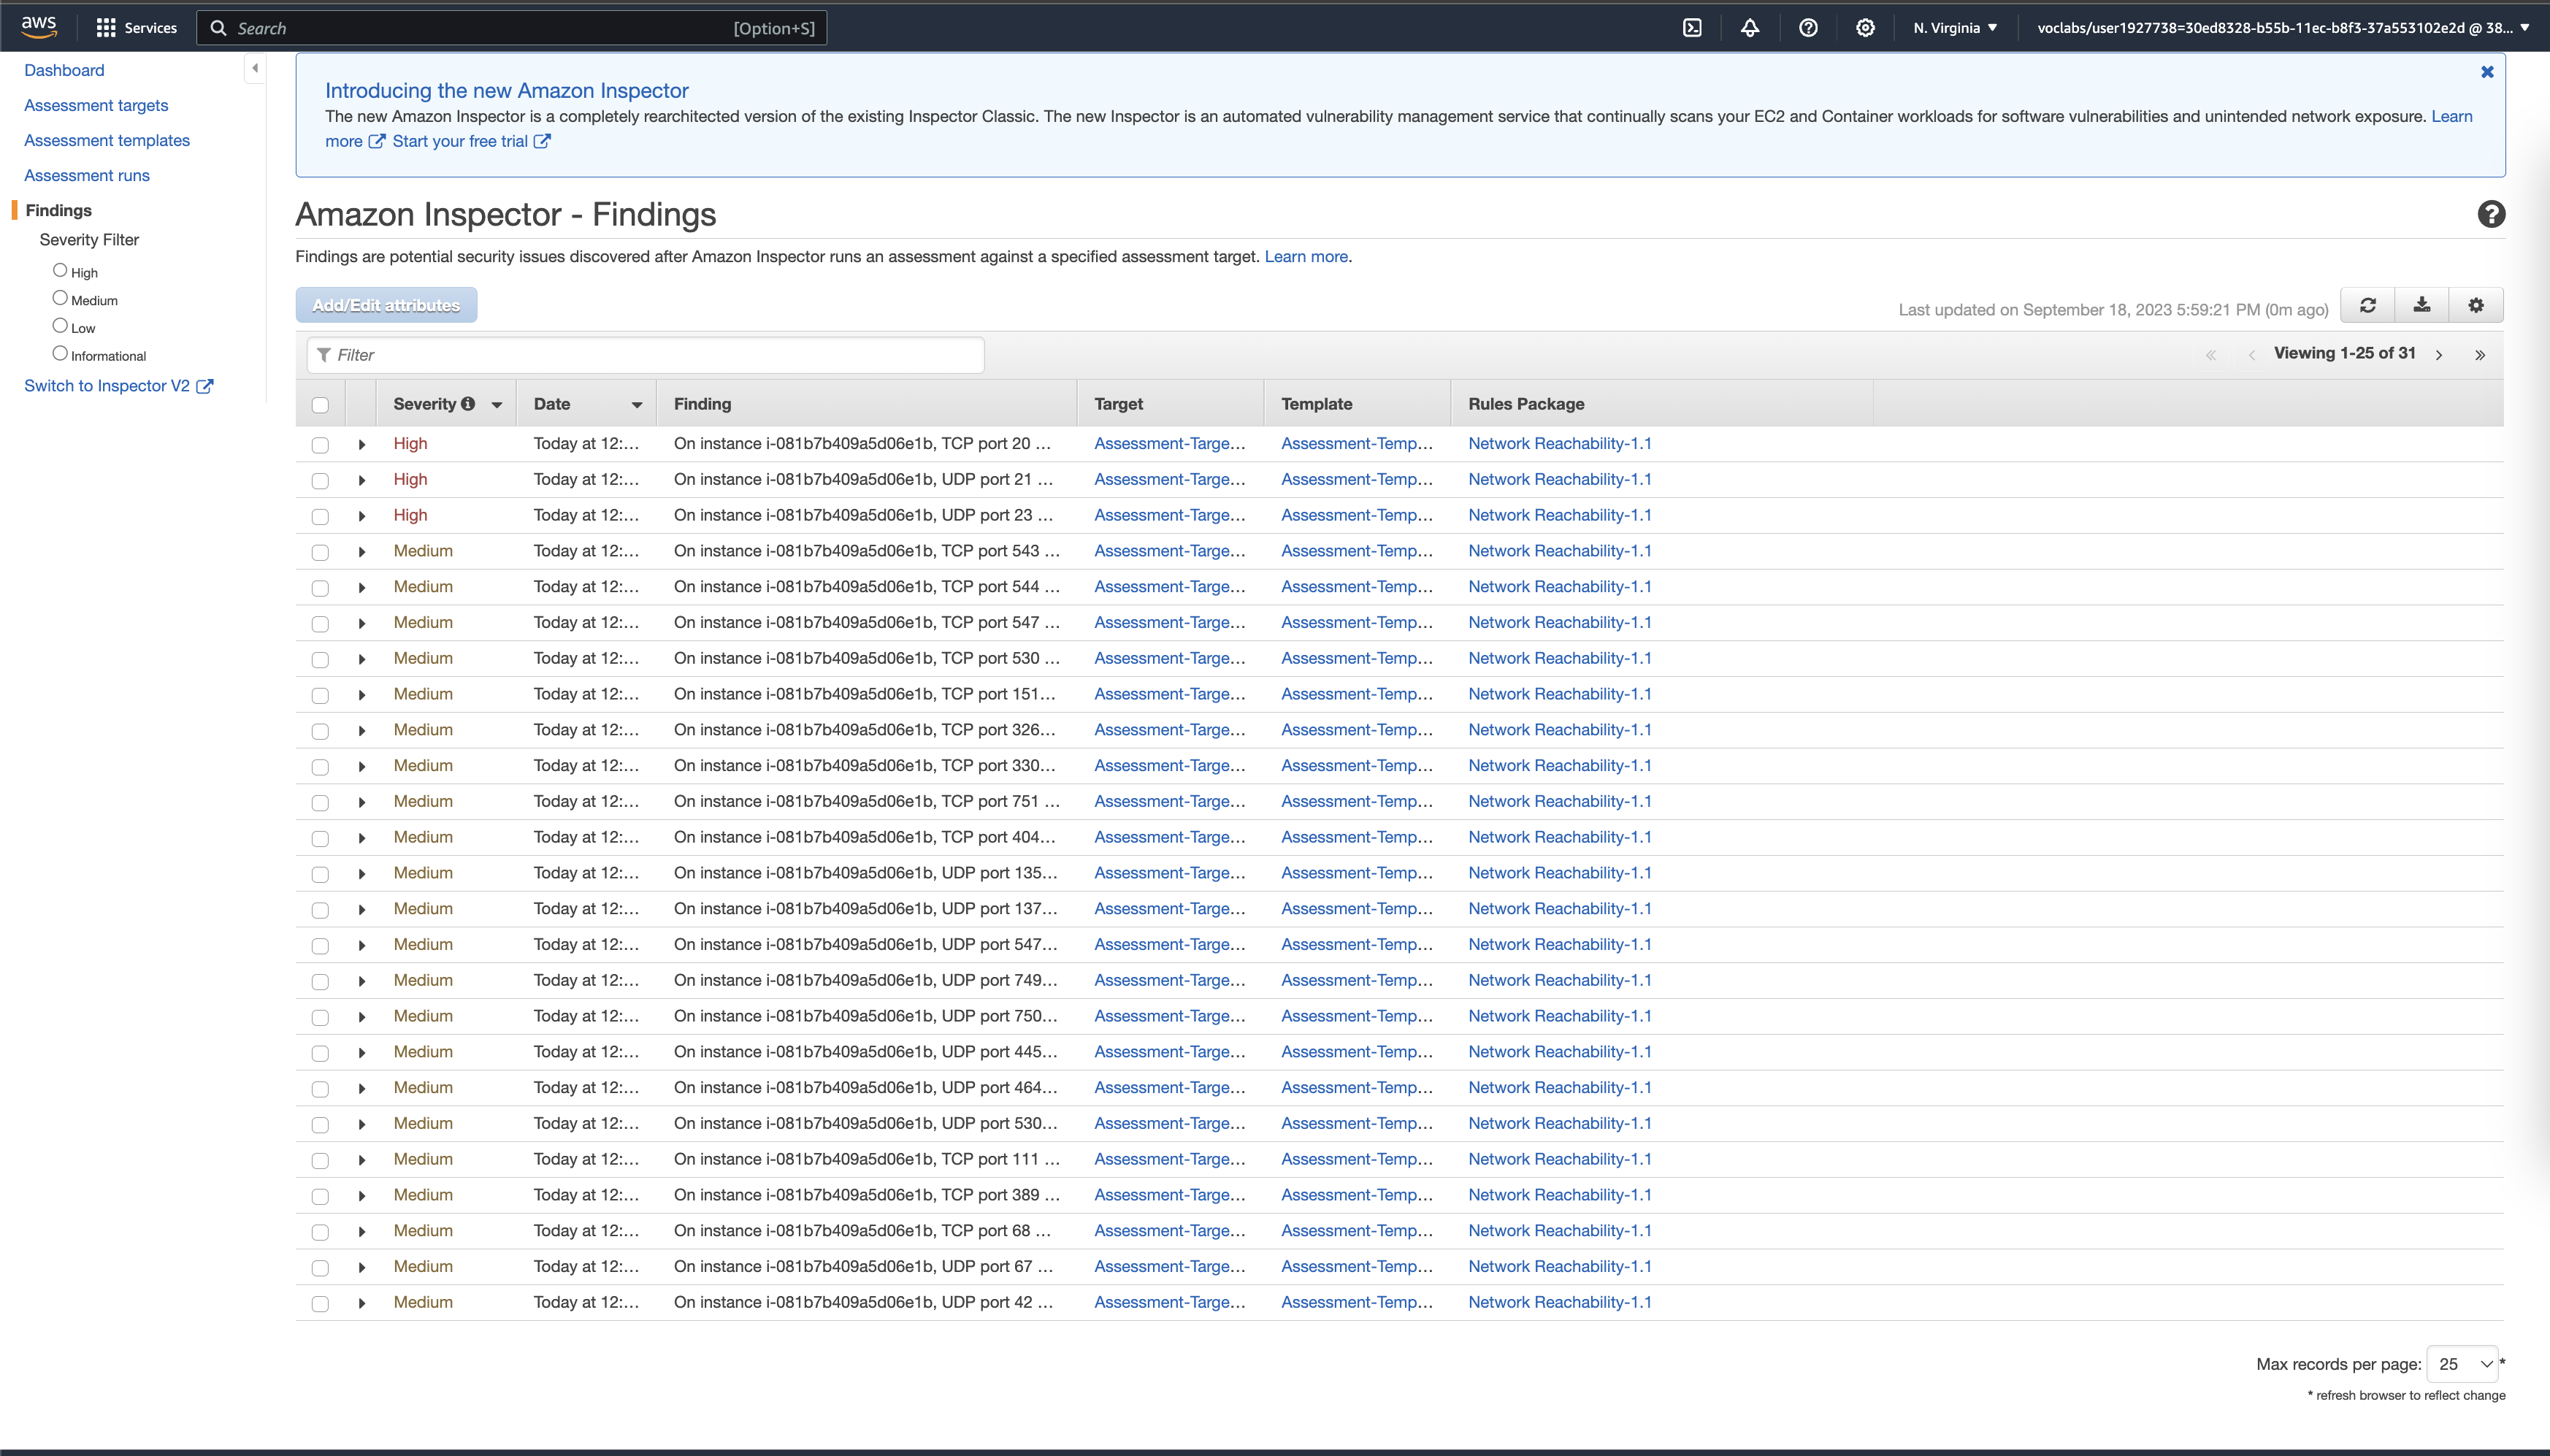 aws Services Search [Option+S] N. Virginia voclabs/user1927738=30ed8328-b55b-11ec-b8f3-37a553102e2d @ 38...
Dashboard
Assessment targets
Assessment templates
Assessment runs
Findings
Severity Filter
High
Medium
Low
Informational
Switch to Inspector V2
Introducing the new Amazon Inspector
The new Amazon Inspector is a completely rearchitected version of the existing Inspector Classic. The new Inspector is an automated vulnerability management service that continually scans your EC2 and Container workloads for software vulnerabilities and unintended network exposure. Learn
more Start your free trial
Amazon Inspector - Findings
Findings are potential security issues discovered after Amazon Inspector runs an assessment against a specified assessment target. Learn more.
Add/Edit attributes
Last updated on September 18, 2023 5:59:21 PM (0m ago)
Filter
Viewing 1-25 of 31
Severity Date Finding Target Template Rules Package
High Today at 12:... On instance i-081b7b409a5d06e1b, TCP port 20 ... Assessment-Targe... Assessment-Temp... Network Reachability-1.1
High Today at 12:... On instance i-081b7b409a5d06e1b, UDP port 21 ... Assessment-Targe... Assessment-Temp... Network Reachability-1.1
High Today at 12:... On instance i-081b7b409a5d06e1b, UDP port 23 ... Assessment-Targe... Assessment-Temp... Network Reachability-1.1
Medium Today at 12:... On instance i-081b7b409a5d06e1b, TCP port 543 ... Assessment-Targe... Assessment-Temp... Network Reachability-1.1
Medium Today at 12:... On instance i-081b7b409a5d06e1b, TCP port 544 ... Assessment-Targe... Assessment-Temp... Network Reachability-1.1
Medium Today at 12:... On instance i-081b7b409a5d06e1b, TCP port 547 ... Assessment-Targe... Assessment-Temp... Network Reachability-1.1
Medium Today at 12:... On instance i-081b7b409a5d06e1b, TCP port 530 ... Assessment-Targe... Assessment-Temp... Network Reachability-1.1
Medium Today at 12:... On instance i-081b7b409a5d06e1b, TCP port 151... Assessment-Targe... Assessment-Temp... Network Reachability-1.1
Medium Today at 12:... On instance i-081b7b409a5d06e1b, TCP port 326... Assessment-Targe... Assessment-Temp... Network Reachability-1.1
Medium Today at 12:... On instance i-081b7b409a5d06e1b, TCP port 330... Assessment-Targe... Assessment-Temp... Network Reachability-1.1
Medium Today at 12:... On instance i-081b7b409a5d06e1b, TCP port 751 ... Assessment-Targe... Assessment-Temp... Network Reachability-1.1
Medium Today at 12:... On instance i-081b7b409a5d06e1b, TCP port 404... Assessment-Targe... Assessment-Temp... Network Reachability-1.1
Medium Today at 12:... On instance i-081b7b409a5d06e1b, UDP port 135... Assessment-Targe... Assessment-Temp... Network Reachability-1.1
Medium Today at 12:... On instance i-081b7b409a5d06e1b, UDP port 137... Assessment-Targe... Assessment-Temp... Network Reachability-1.1
Medium Today at 12:... On instance i-081b7b409a5d06e1b, UDP port 547... Assessment-Targe... Assessment-Temp... Network Reachability-1.1
Medium Today at 12:... On instance i-081b7b409a5d06e1b, UDP port 749... Assessment-Targe... Assessment-Temp... Network Reachability-1.1
Medium Today at 12:... On instance i-081b7b409a5d06e1b, UDP port 750... Assessment-Targe... Assessment-Temp... Network Reachability-1.1
Medium Today at 12:... On instance i-081b7b409a5d06e1b, UDP port 445... Assessment-Targe... Assessment-Temp... Network Reachability-1.1
Medium Today at 12:... On instance i-081b7b409a5d06e1b, UDP port 464... Assessment-Targe... Assessment-Temp... Network Reachability-1.1
Medium Today at 12:... On instance i-081b7b409a5d06e1b, UDP port 530... Assessment-Targe... Assessment-Temp... Network Reachability-1.1
Medium Today at 12:... On instance i-081b7b409a5d06e1b, TCP port 111 ... Assessment-Targe... Assessment-Temp... Network Reachability-1.1
Medium Today at 12:... On instance i-081b7b409a5d06e1b, TCP port 389 ... Assessment-Targe... Assessment-Temp... Network Reachability-1.1
Medium Today at 12:... On instance i-081b7b409a5d06e1b, TCP port 68 ... Assessment-Targe... Assessment-Temp... Network Reachability-1.1
Medium Today at 12:... On instance i-081b7b409a5d06e1b, UDP port 67 ... Assessment-Targe... Assessment-Temp... Network Reachability-1.1
Medium Today at 12:... On instance i-081b7b409a5d06e1b, UDP port 42 ... Assessment-Targe... Assessment-Temp... Network Reachability-1.1
Max records per page: 25 *
* refresh browser to reflect change